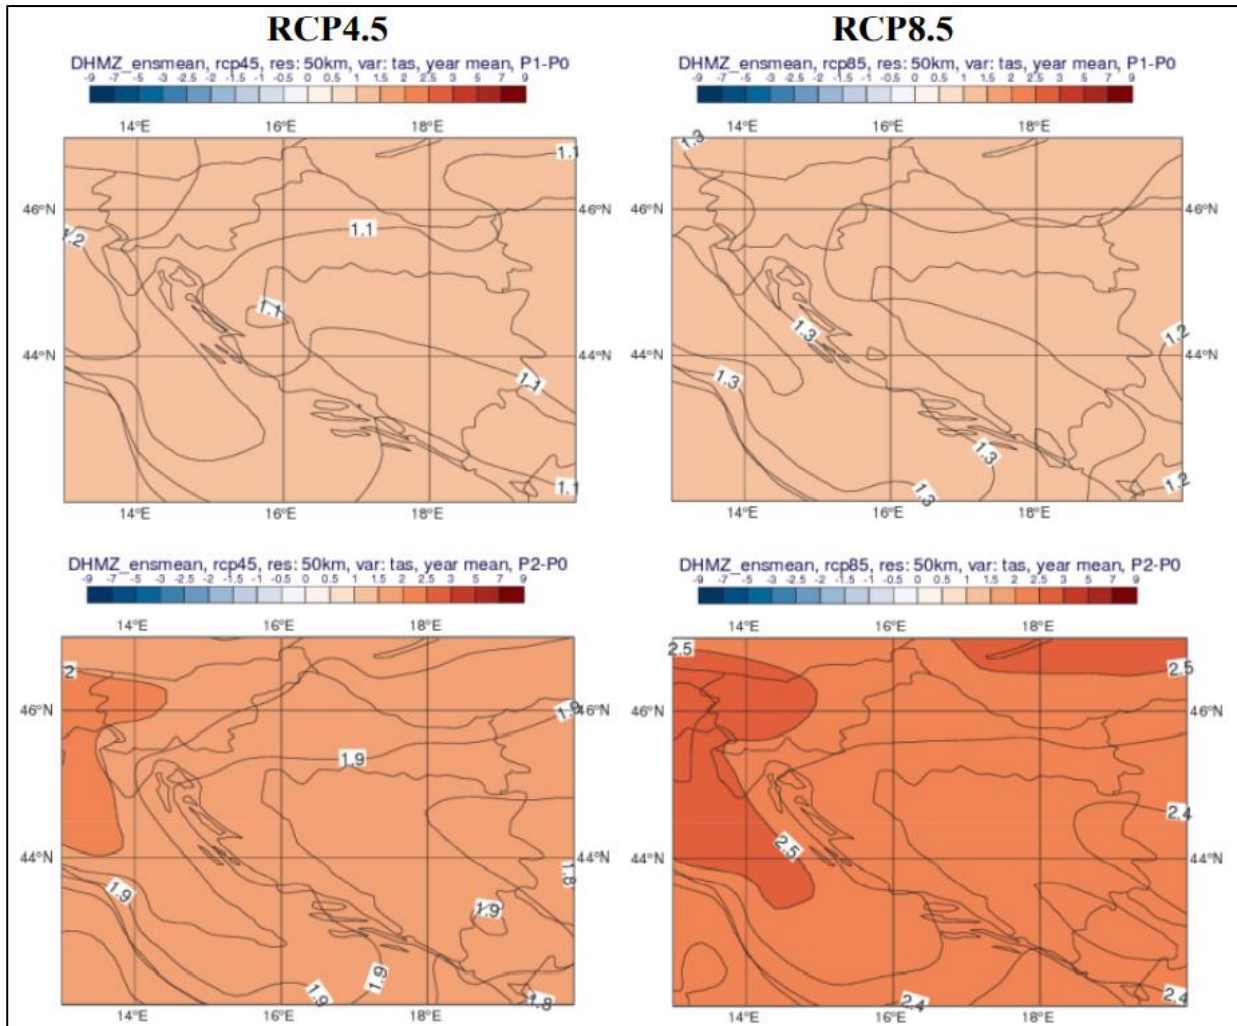 RCP4.5
RCP8.5
DHMZ_ensmean, rcp45, res: 50km, var: tas, year mean, P1-P0
-9 -7 -5 -3 -2.5 -2 -1.5 -1 -0.5 0 0.5 1 1.5 2 2.5 3 5 7 9
14°E 16°E 18°E
1.1
46°N 46°N
1.2
1.1
1.1
44°N 44°N
1.1
1.1
14°E 16°E 18°E
DHMZ_ensmean, rcp85, res: 50km, var: tas, year mean, P1-P0
-9 -7 -5 -3 -2.5 -2 -1.5 -1 -0.5 0 0.5 1 1.5 2 2.5 3 5 7 9
14°E 16°E 18°E
1.3
46°N
1.3
1.2
44°N
1.3
1.3
1.2
1.3
14°E 16°E 18°E
DHMZ_ensmean, rcp45, res: 50km, var: tas, year mean, P2-P0
-9 -7 -5 -3 -2.5 -2 -1.5 -1 -0.5 0 0.5 1 1.5 2 2.5 3 5 7 9
14°E 16°E 18°E
2
46°N 46°N
1.9
1.9
44°N 44°N
1.8
1.9
1.9
1.9
1.9
1.8
14°E 16°E 18°E
DHMZ_ensmean, rcp85, res: 50km, var: tas, year mean, P2-P0
-9 -7 -5 -3 -2.5 -2 -1.5 -1 -0.5 0 0.5 1 1.5 2 2.5 3 5 7 9
14°E 16°E 18°E
2.5
2.5
46°N
2.4
2.5
44°N
2.4
2.4
14°E 16°E 18°E